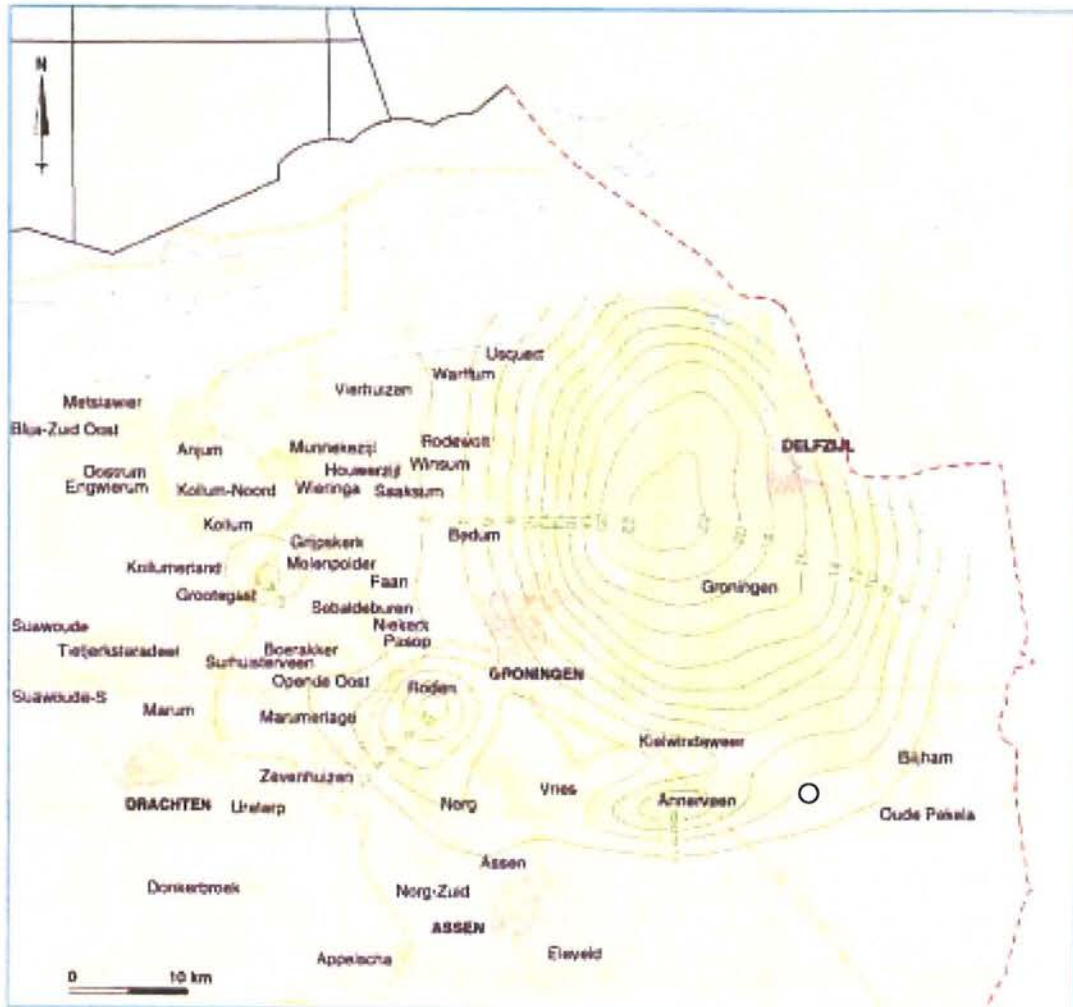 N
Usquert
Warffum
Vierhuizen
Metslawier
Blija-Zuid Oost
Anjum
Munnekezijl
Rodewolt
DELFZIJL
Oostrum
Houwerzijl
Winsum
Engwierum
Kollum-Noord
Wieringa
Saaksum
Kollum
Grijpskerk
Bedum
Kollumerland
Molenpolder
Faan
Groningen
Grootegast
Sebaldeburen
Suawoude
Niekerk
Pasop
Tietjerksteradeel
Boerakker
Surhuisterveen
GRONINGEN
Opende Oost
Roden
Suawoude-S
Marum
Marumerlage
Kielwindeweer
Blijham
Zevenhuizen
Vries
DRACHTEN
Ureterp
Norg
Annerveen
Oude Pekela
Assen
Donkerbroek
Norg-Zuid
ASSEN
Appelscha
Eleveld
0 10 km